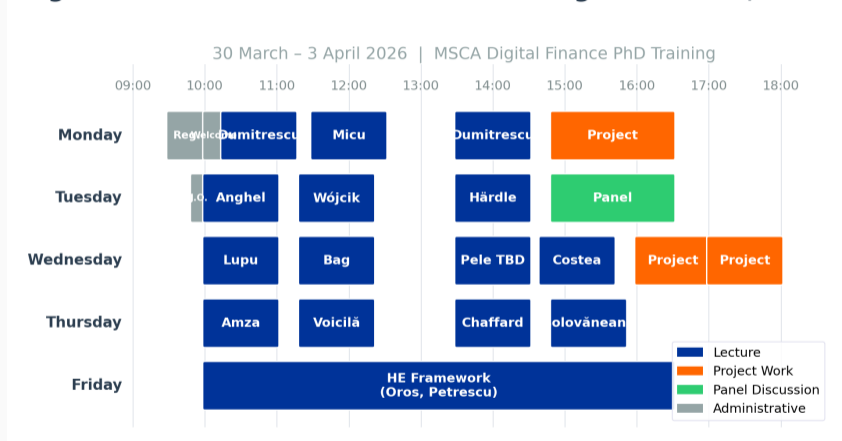 30 March – 3 April 2026 | MSCA Digital Finance PhD Training
09:00 10:00 11:00 12:00 13:00 14:00 15:00 16:00 17:00 18:00
Monday Reg. Welcome Dumitrescu Micu Dumitrescu Project
Tuesday Anghel Wójcik Härdle Panel
Wednesday Lupu Bag Pele TBD Costea Project Project
Thursday Amza Voicilă Chaffard olovănean
Friday HE Framework
(Oros, Petrescu)
Lecture
Project Work
Panel Discussion
Administrative